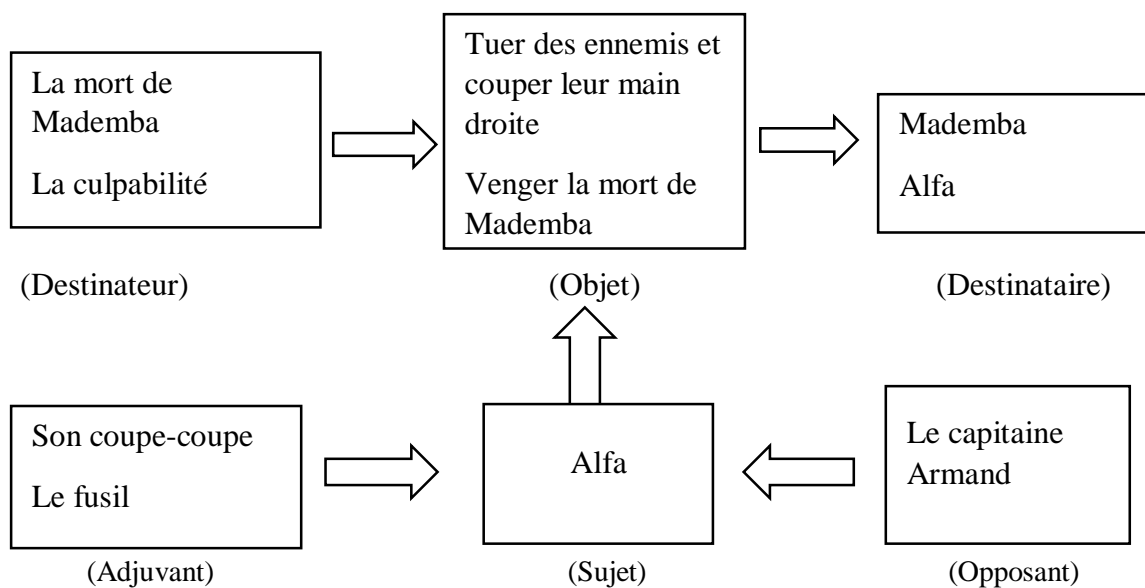 La mort de
Mademba
La culpabilité
Tuer des ennemis et
couper leur main
droite
Venger la mort de
Mademba
Mademba
Alfa
(Destinateur)
(Objet)
(Destinataire)
Son coupe-coupe
Le fusil
Alfa
Le capitaine
Armand
(Adjuvant)
(Sujet)
(Opposant)